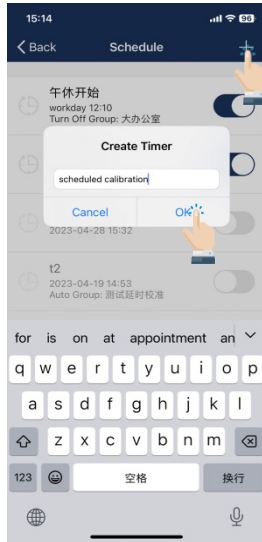 15:14
96
Back Schedule +
午休开始
workday 12:10
Turn Off Group: 大办公室
Create Timer
scheduled calibration
Cancel OK
2023-04-28 15:32
t2
2023-04-19 14:53
Auto Group: 测试延时校准
for is on at appointment an
q w e r t y u i o p
a s d f g h j k l
z x c v b n m
123 空格 换行